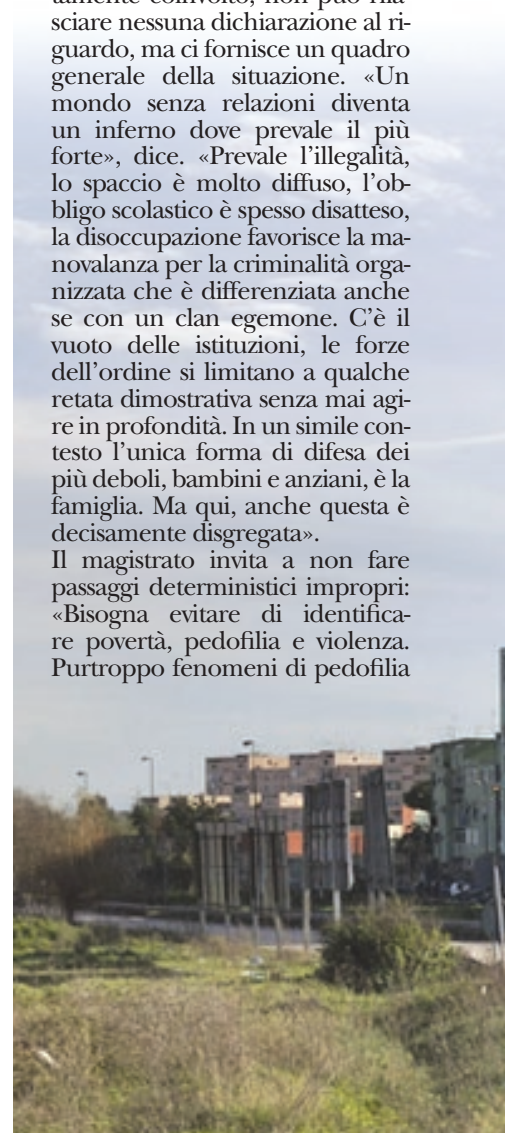 tamente coinvolto, non può rila-
sciare nessuna dichiarazione al ri-
guardo, ma ci fornisce un quadro
generale della situazione. «Un
mondo senza relazioni diventa
un inferno dove prevale il più
forte», dice. «Prevale l’illegalità,
lo spaccio è molto diffuso, l’ob-
bligo scolastico è spesso disatteso,
la disoccupazione favorisce la ma-
novalanza per la criminalità orga-
nizzata che è differenziata anche
se con un clan egemone. C’è il
vuoto delle istituzioni, le forze
dell’ordine si limitano a qualche
retata dimostrativa senza mai agi-
re in profondità. In un simile con-
testo l’unica forma di difesa dei
più deboli, bambini e anziani, è la
famiglia. Ma qui, anche questa è
decisamente disgregata».
Il magistrato invita a non fare
passaggi deterministici impropri:
«Bisogna evitare di identifica-
re povertà, pedofilia e violenza.
Purtroppo fenomeni di pedofilia